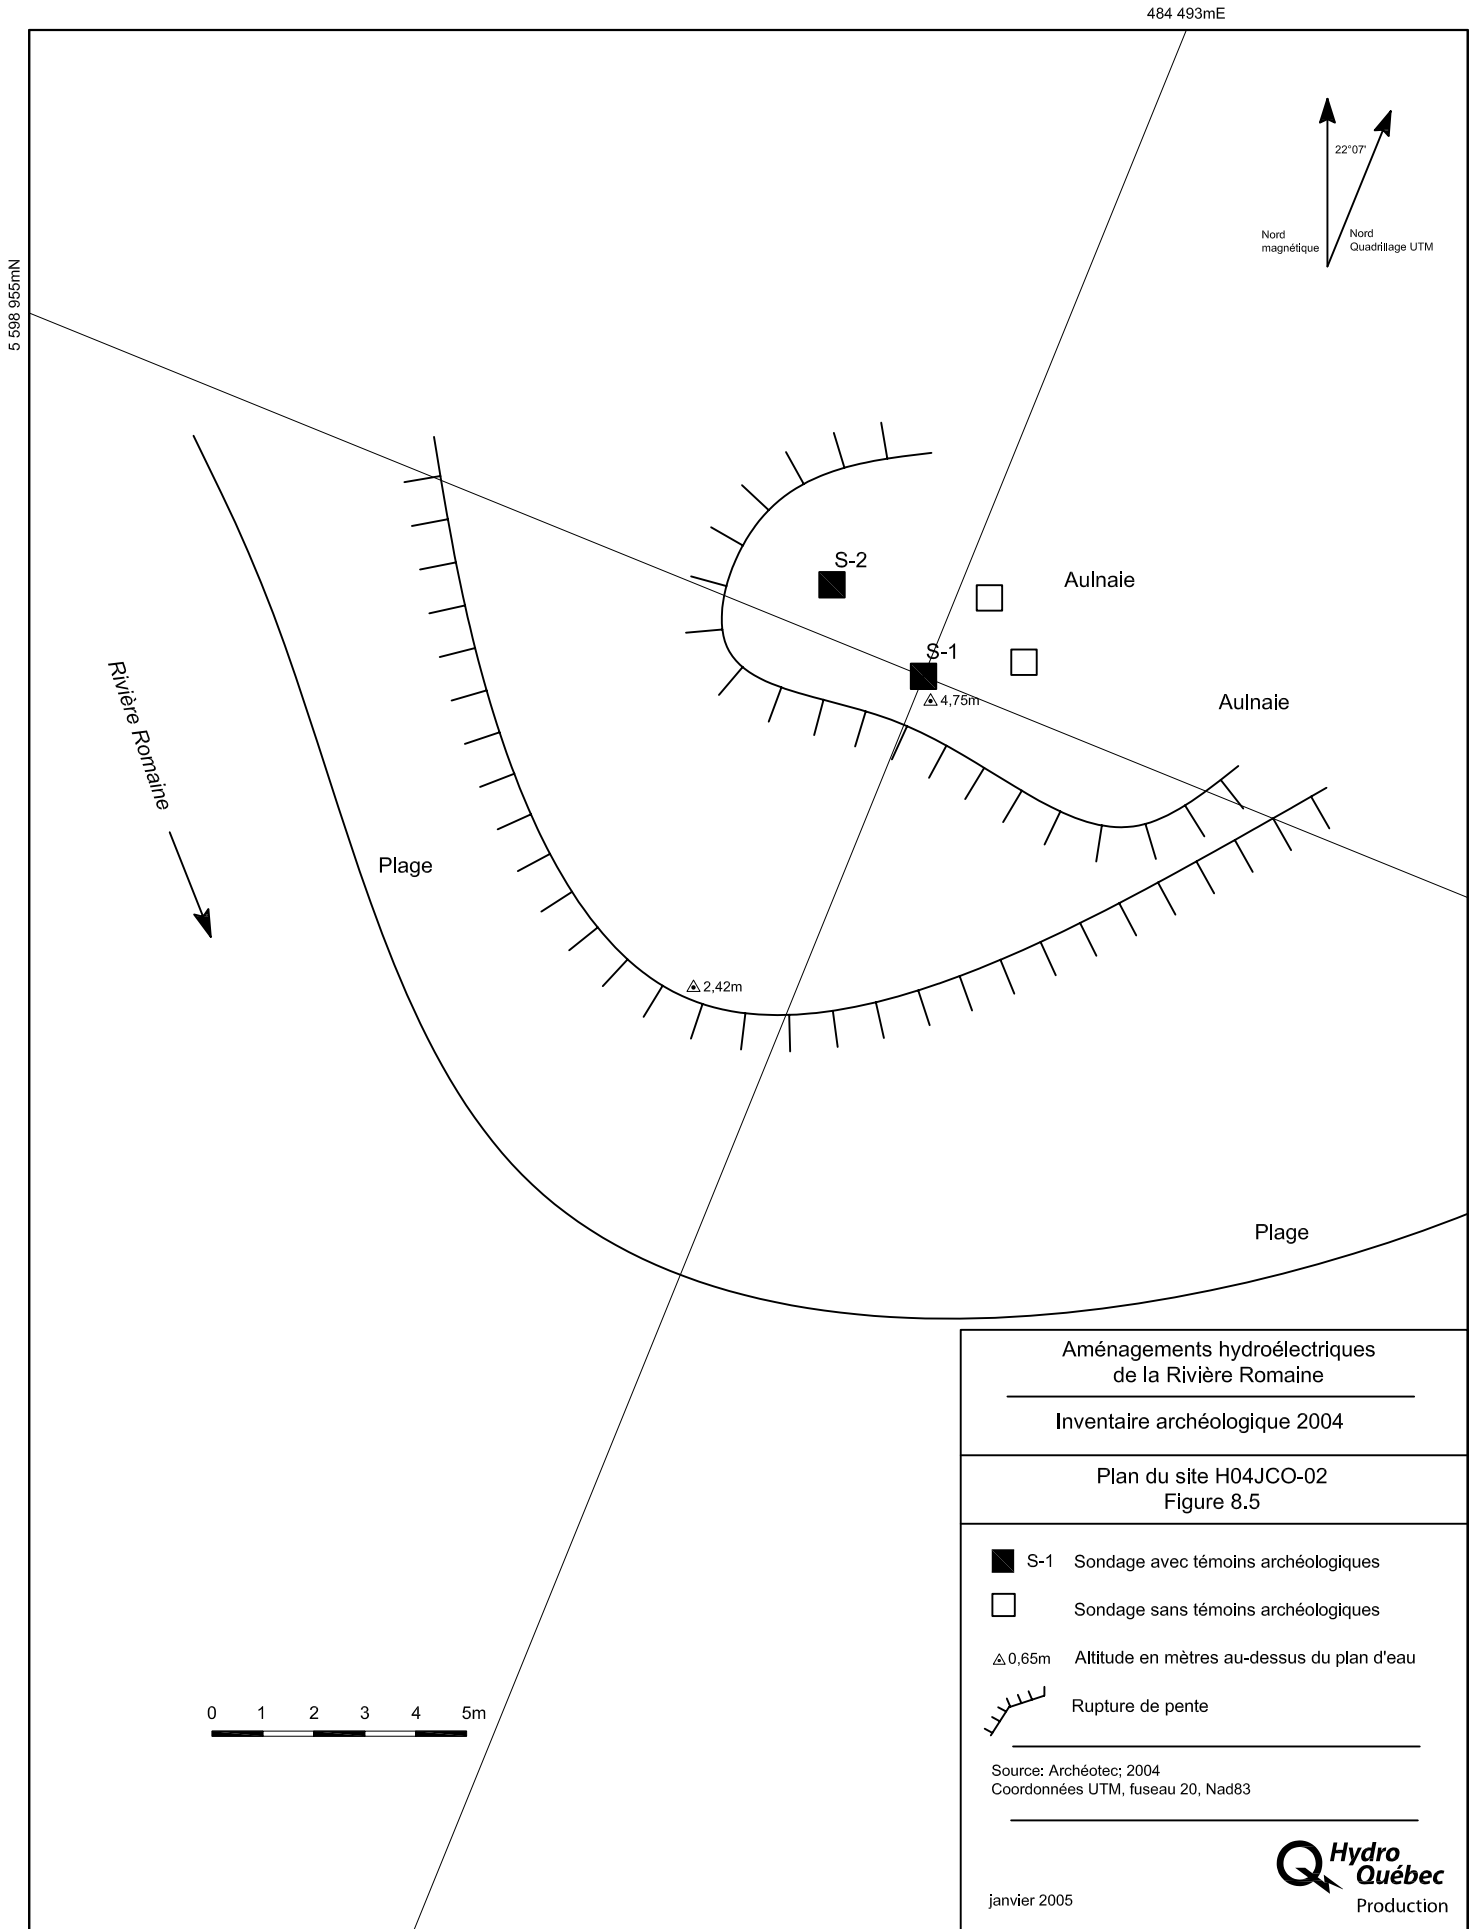 484 493mE
22°07'
Nord
magnétique
Nord
Quadrillage UTM
5 598 955mN
S-2
Aulnaie
S-1
4,75m
Aulnaie
Rivière Romaine
Plage
2,42m
Plage
Aménagements hydroélectriques
de la Rivière Romaine
Inventaire archéologique 2004
Plan du site H04JCO-02
Figure 8.5
S-1 Sondage avec témoins archéologiques
Sondage sans témoins archéologiques
0,65m Altitude en mètres au-dessus du plan d'eau
Rupture de pente
0 1 2 3 4 5m
Source: Archéotec; 2004
Coordonnées UTM, fuseau 20, Nad83
Hydro
Québec
Production
janvier 2005